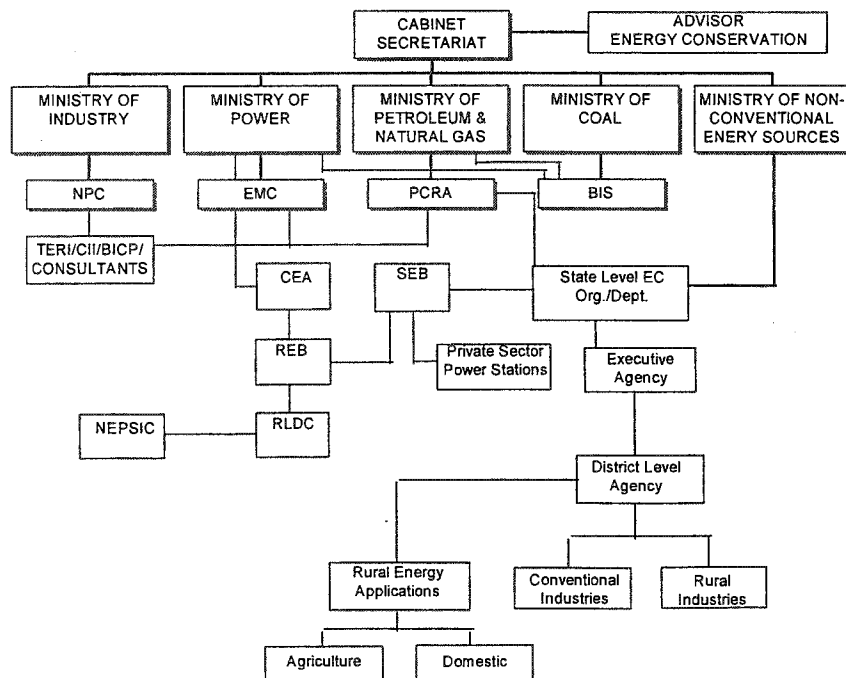 CABINET
SECRETARIAT
ADVISOR
ENERGY CONSERVATION
MINISTRY OF
INDUSTRY
MINISTRY OF
POWER
MINISTRY OF
PETROLEUM &
NATURAL GAS
MINISTRY OF
COAL
MINISTRY OF NON-
CONVENTIONAL
ENERY SOURCES
NPC
EMC
PCRA
BIS
TERI/CII/BICP/
CONSULTANTS
CEA
SEB
State Level EC
Org./Dept.
REB
Private Sector
Power Stations
Executive
Agency
NEPSIC
RLDC
District Level
Agency
Rural Energy
Applications
Conventional
Industries
Rural
Industries
Agriculture
Domestic